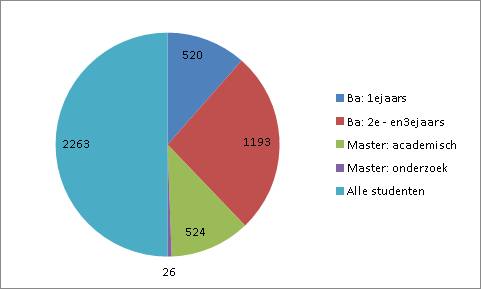 520
1193
2263
524
26
Ba: 1ejaars
Ba: 2e - en3ejaars
Master: academisch
Master: onderzoek
Alle studenten